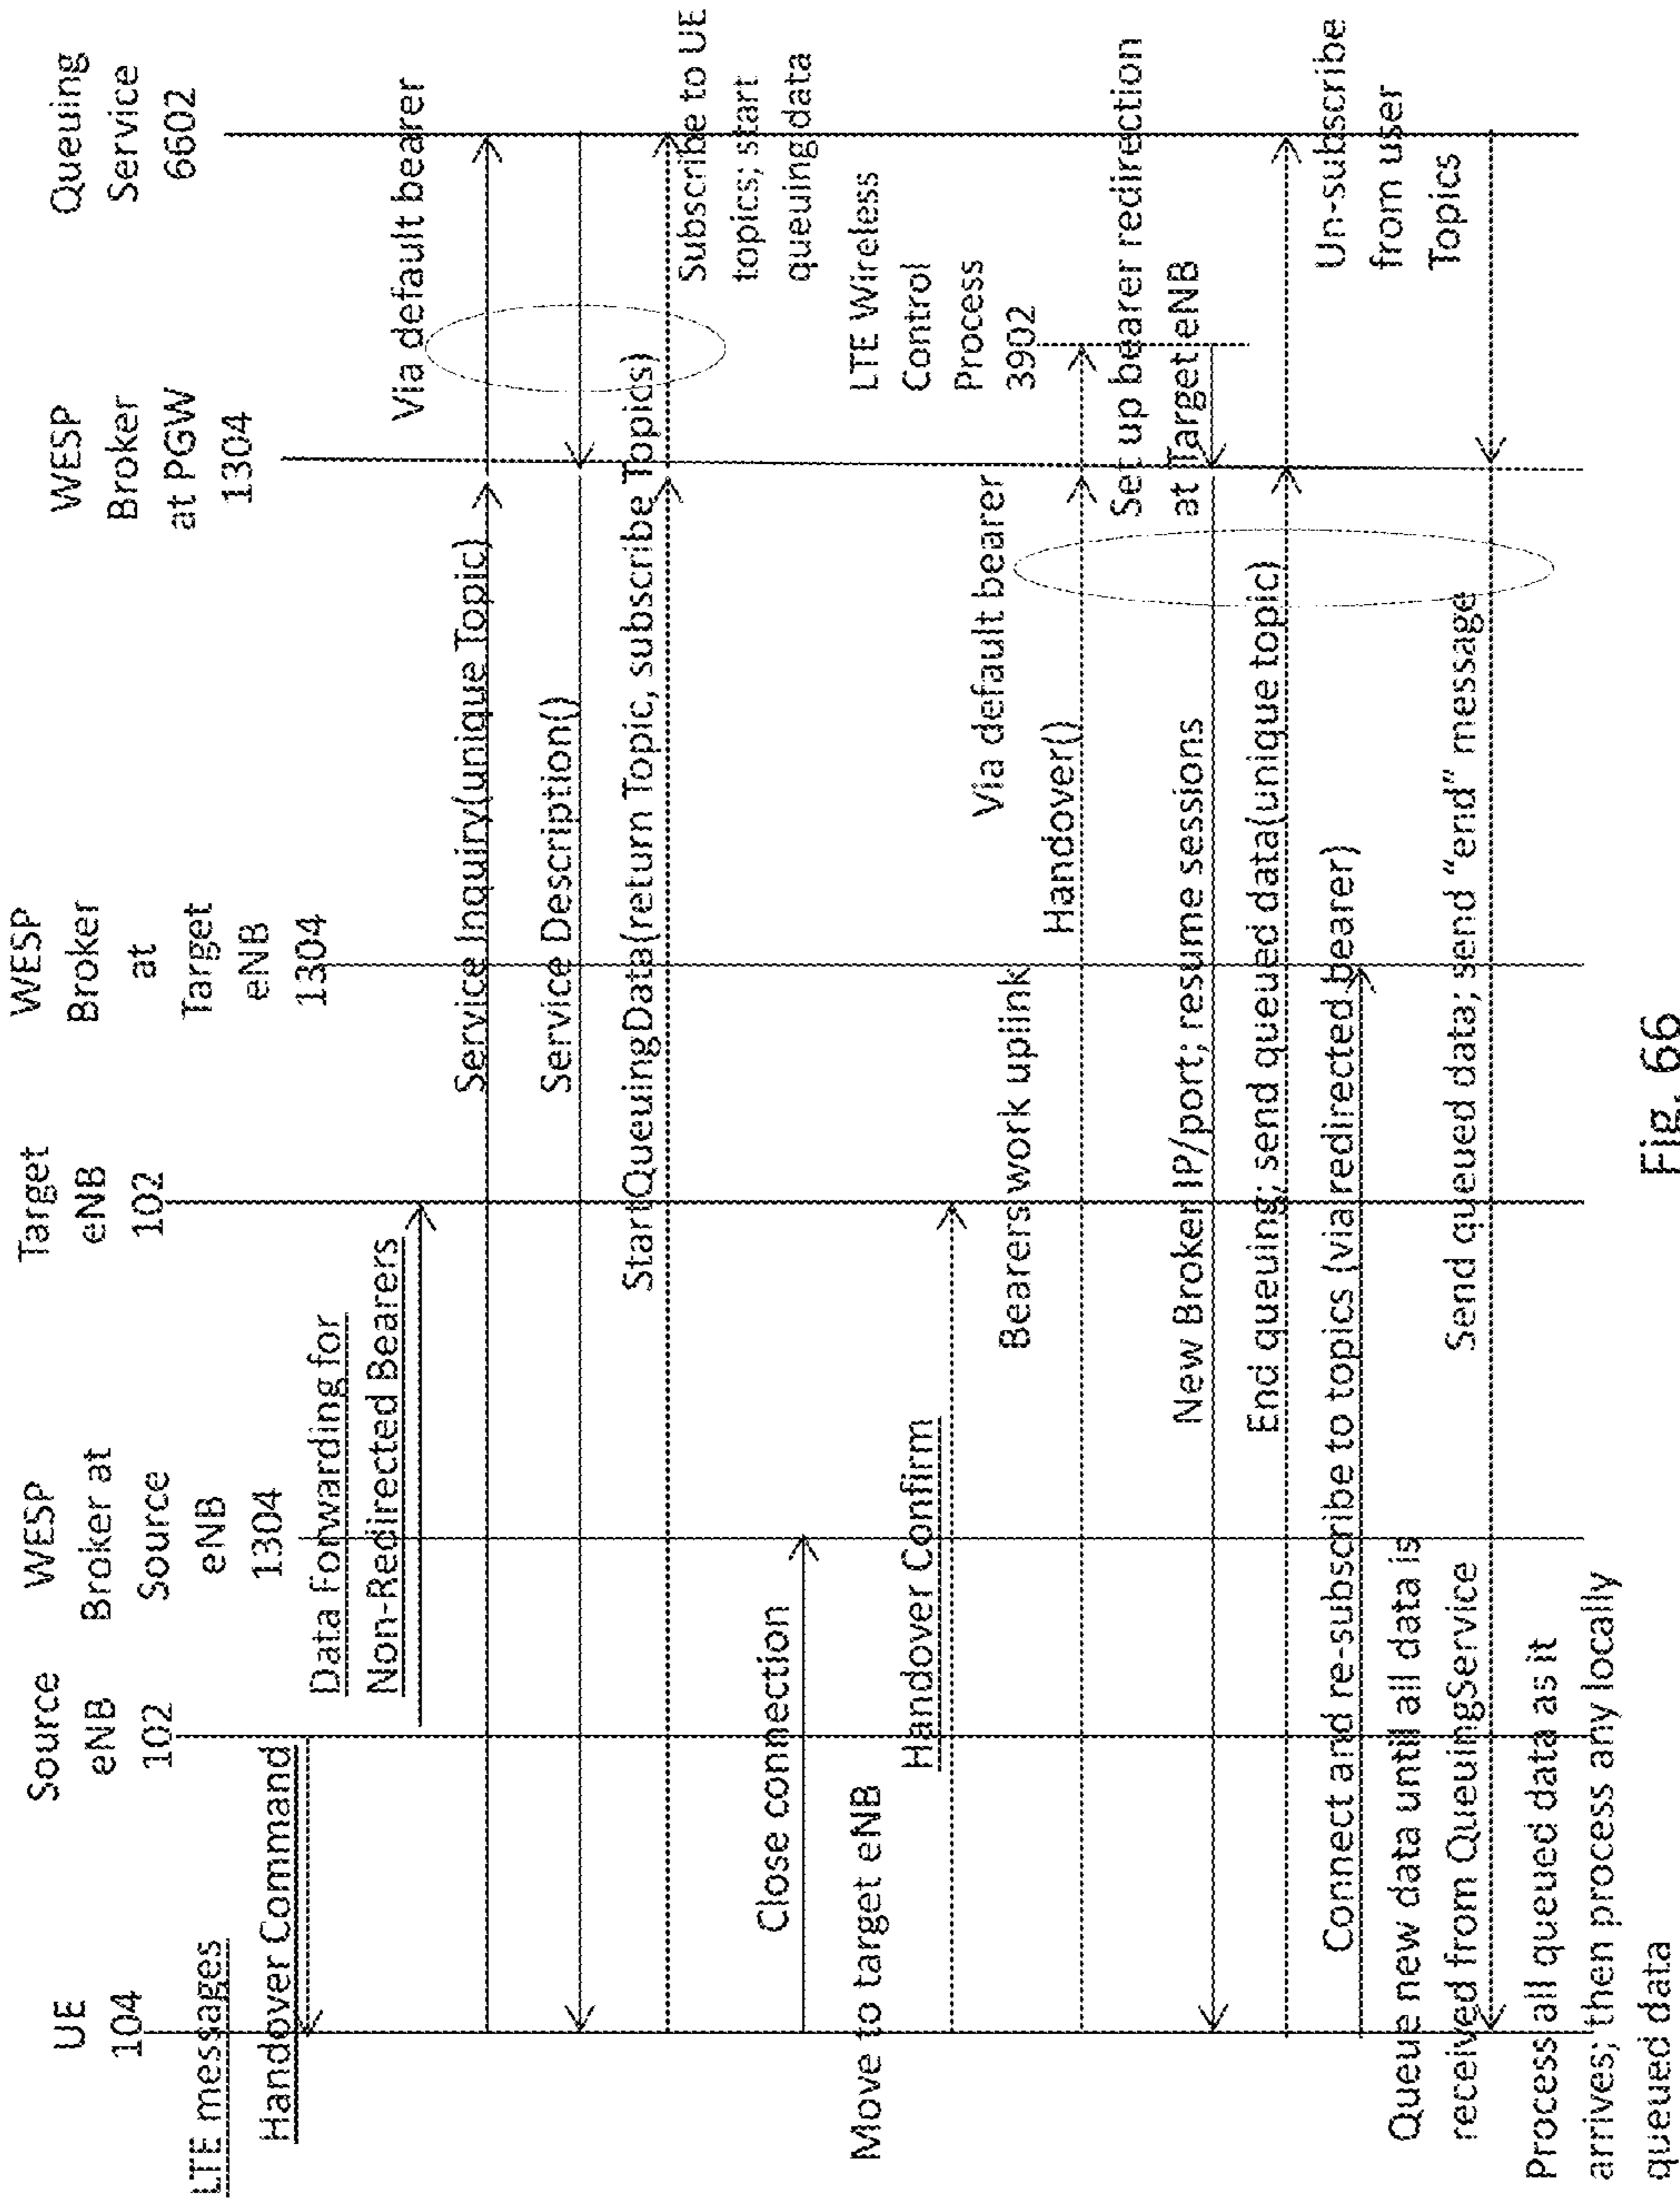 UE
104
Source
eNB
102
WESP
Broker at
Source
eNB
1304
Target
eNB
102
WESP
Broker
at
Target
eNB
1304
WESP
Broker
at PGW
1304
Queuing
Service
6602
LTE messages
Handover Command
Data Forwarding for
Non-Redirected Bearers
Via default bearer
Service Inquiry(unique Topic)
Service Description()
StartQueuingData(return Topic, subscribe Topics)
Subscribe to UE
topics; start
queuing data
Close connection
Move to target eNB
LTE Wireless
Control
Process
3902
Handover Confirm
Bearers work uplink
Via default bearer
Handover()
Set up bearer redirection
at Target eNB
New Broker IP/port; resume sessions
End queuing; send queued data(unique topic)
Connect and re-subscribe to topics (via redirected bearer)
Un-subscribe
from user
Topics
Queue new data until all data is
received from QueuingService
Send queued data; send "end" message
Process all queued data as it
arrives; then process any locally
queued data
Fig. 66